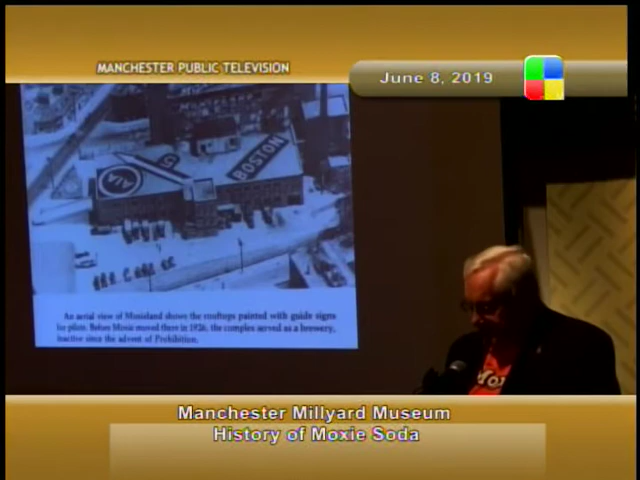 MANCHESTER PUBLIC TELEVISION
June 8, 2019
BOSTON
An aerial view of Moxieland shows the rooftops painted with guide signs
for pilots. Before Moxie moved there in 1928, the complex served as a brewery,
inactive since the advent of Prohibition.
Manchester Millyard Museum
History of Moxie Soda